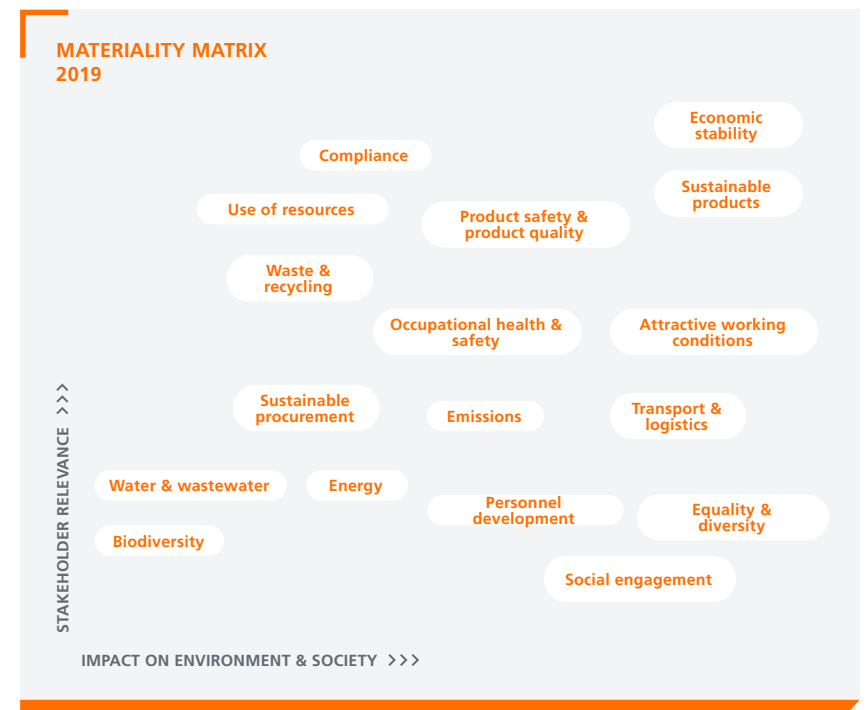 MATERIALITY MATRIX
2019
Economic
stability
Compliance
Sustainable
products
Use of resources
Product safety &
product quality
Waste &
recycling
Occupational health &
safety
Attractive working
conditions
Sustainable
procurement
Emissions
Transport &
logistics
Water & wastewater
Energy
Personnel
development
Equality &
diversity
Biodiversity
Social engagement
STAKEHOLDER RELEVANCE >>>
IMPACT ON ENVIRONMENT & SOCIETY >>>